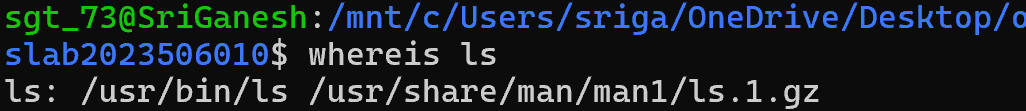 sgt_73@SriGanesh:/mnt/c/Users/sriga/OneDrive/Desktop/o
slab2023506010$ whereis ls
ls: /usr/bin/ls /usr/share/man/man1/ls.1.gz